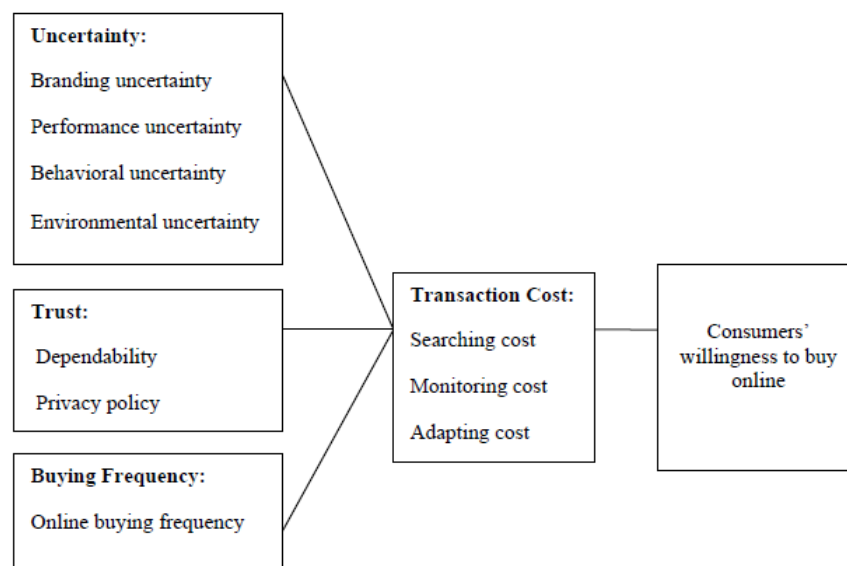 Uncertainty:
Branding uncertainty
Performance uncertainty
Behavioral uncertainty
Environmental uncertainty
Trust:
Dependability
Privacy policy
Buying Frequency:
Online buying frequency
Transaction Cost:
Searching cost
Monitoring cost
Adapting cost
Consumers’
willingness to buy
online